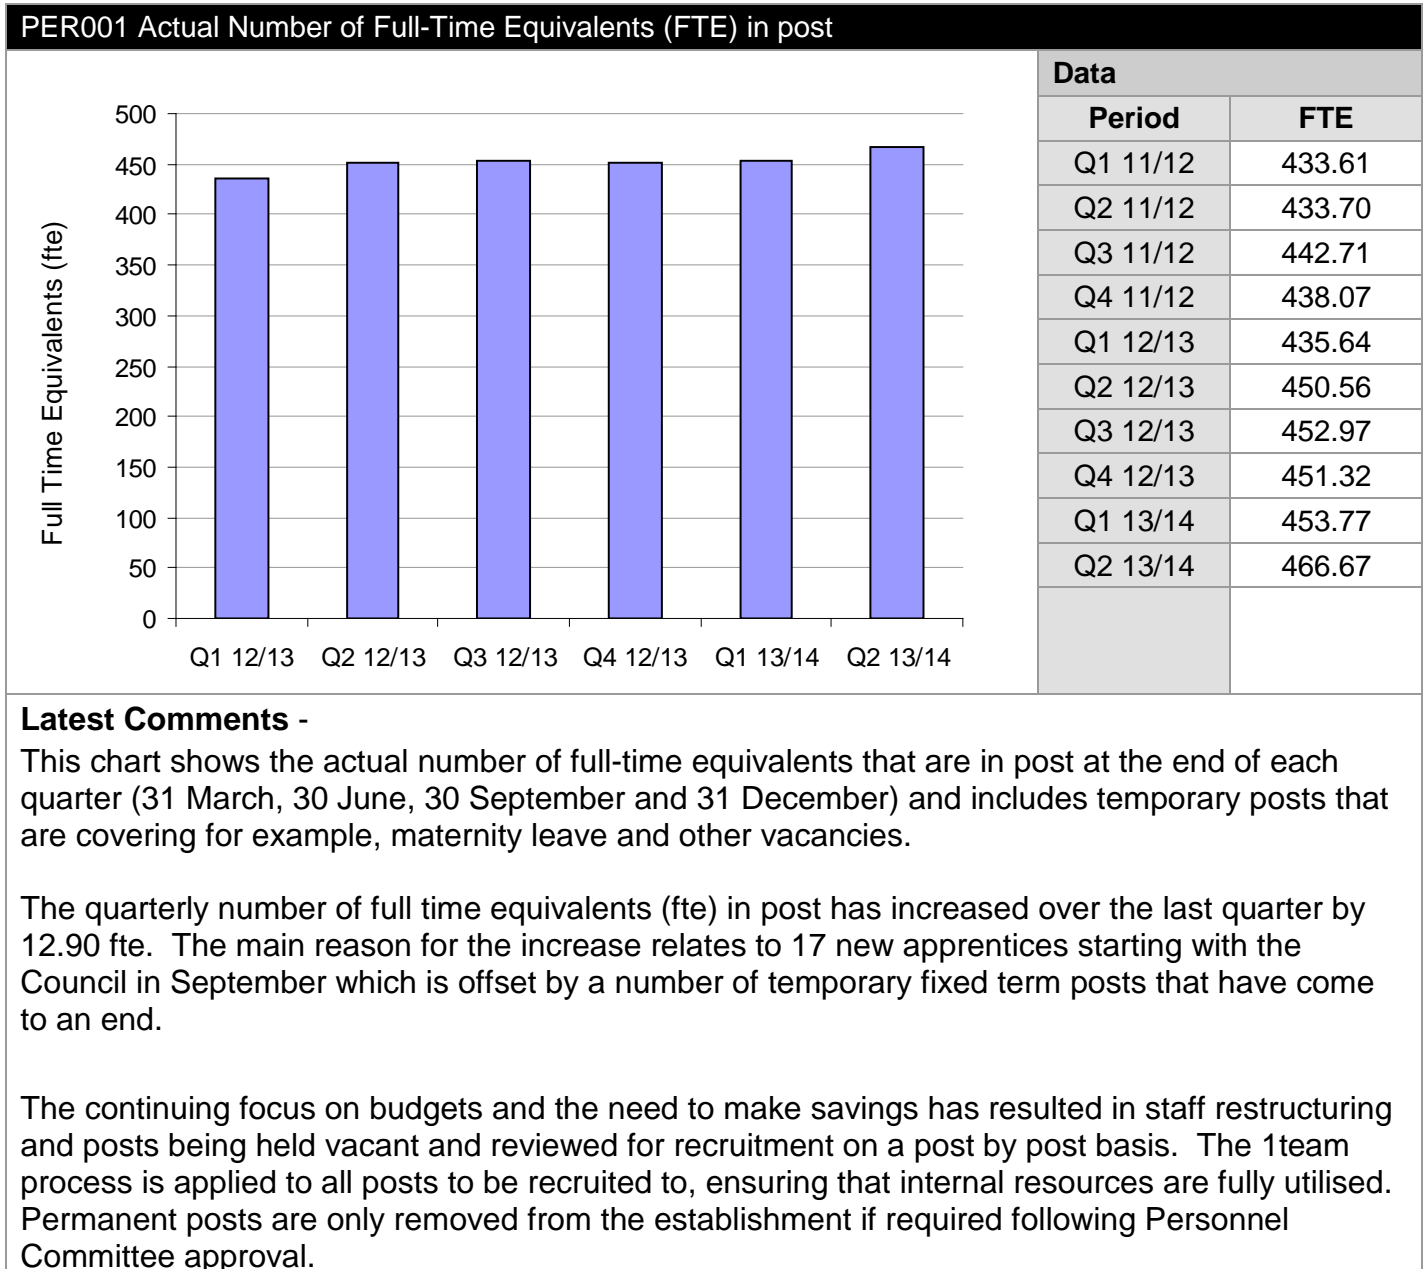 PER001 Actual Number of Full-Time Equivalents (FTE) in post
Full Time Equivalents (fte)
500
450
400
350
300
250
200
150
100
50
0
Q1 12/13 Q2 12/13 Q3 12/13 Q4 12/13 Q1 13/14 Q2 13/14
Data
Period FTE
Q1 11/12 433.61
Q2 11/12 433.70
Q3 11/12 442.71
Q4 11/12 438.07
Q1 12/13 435.64
Q2 12/13 450.56
Q3 12/13 452.97
Q4 12/13 451.32
Q1 13/14 453.77
Q2 13/14 466.67
Latest Comments -
This chart shows the actual number of full-time equivalents that are in post at the end of each
quarter (31 March, 30 June, 30 September and 31 December) and includes temporary posts that
are covering for example, maternity leave and other vacancies.
The quarterly number of full time equivalents (fte) in post has increased over the last quarter by
12.90 fte.  The main reason for the increase relates to 17 new apprentices starting with the
Council in September which is offset by a number of temporary fixed term posts that have come
to an end.
The continuing focus on budgets and the need to make savings has resulted in staff restructuring
and posts being held vacant and reviewed for recruitment on a post by post basis.  The 1team
process is applied to all posts to be recruited to, ensuring that internal resources are fully utilised.
Permanent posts are only removed from the establishment if required following Personnel
Committee approval.